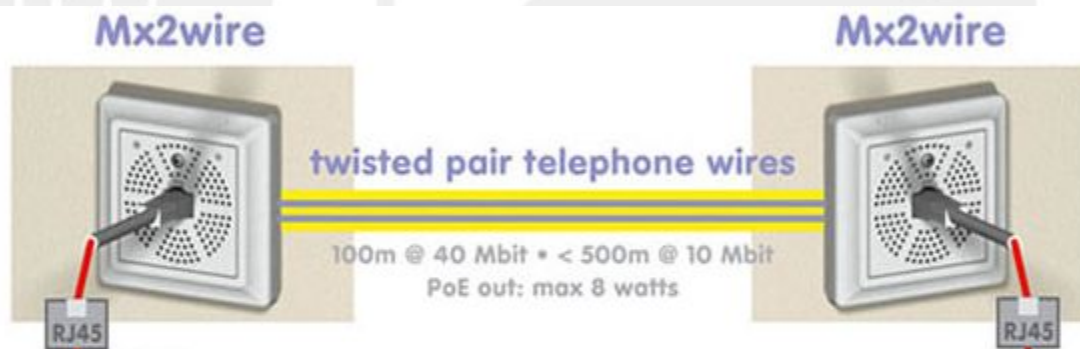 Mx2wire
Mx2wire
twisted pair telephone wires
100m @ 40 Mbit • < 500m @ 10 Mbit
PoE out: max 8 watts
RJ45
RJ45